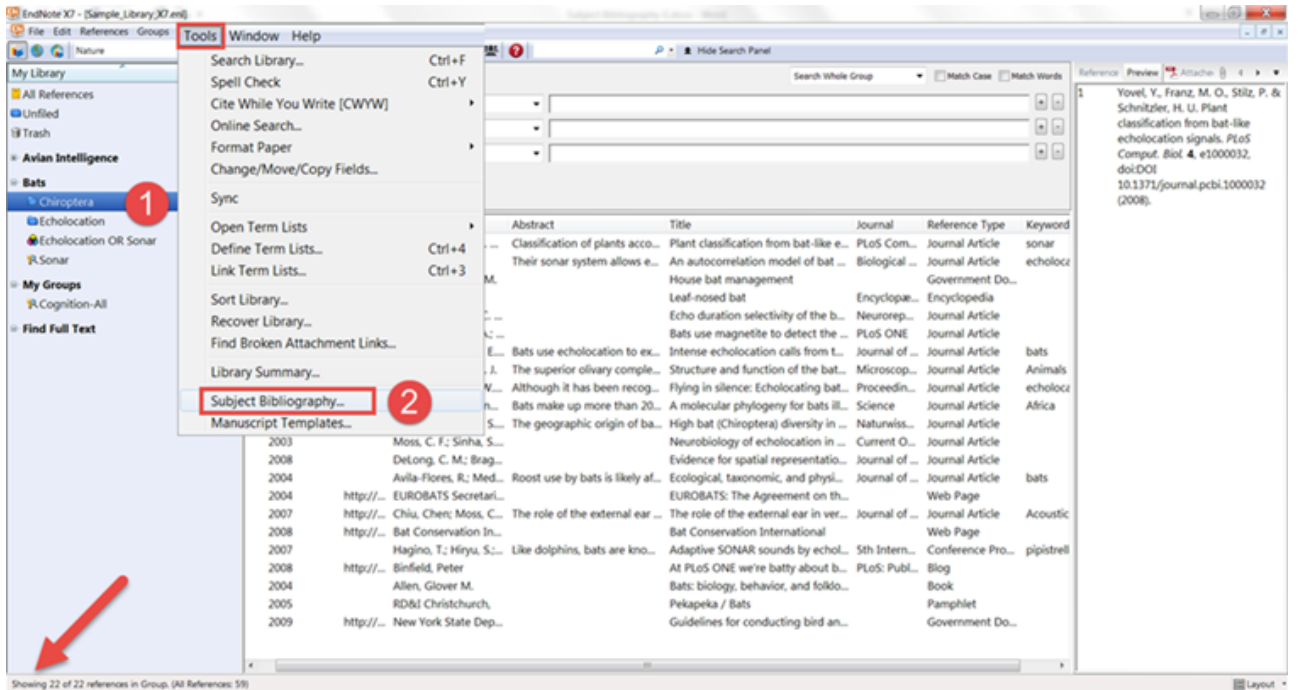 EndNote X7 - [Sample_Library_X7.enl]
File Edit References Groups Tools Window Help
Nature
Hide Search Panel
My Library
All References
Unfiled
Trash
Avian Intelligence
Bats
Chiroptera
Echolocation
Echolocation OR Sonar
Sonar
My Groups
Cognition-All
Find Full Text
1
Search Library... Ctrl+F
Spell Check Ctrl+Y
Cite While You Write [CWYW]
Online Search...
Format Paper
Change/Move/Copy Fields...
Sync
Open Term Lists
Define Term Lists... Ctrl+4
Link Term Lists... Ctrl+3
Sort Library...
Recover Library...
Find Broken Attachment Links...
Library Summary...
Subject Bibliography...
2
Manuscript Templates...
Search Whole Group Match Case Match Words
Abstract Title Journal Reference Type Keyword
Classification of plants acco... Plant classification from bat-like e... PLoS Com... Journal Article sonar
Their sonar system allows e... An autocorrelation model of bat ... Biological ... Journal Article echoloca
M. House bat management Government Do...
Leaf-nosed bat Encyclopæ... Encyclopedia
Echo duration selectivity of the b... Neurorep... Journal Article
Bats use magnetite to detect the ... PLoS ONE Journal Article
E.... Bats use echolocation to ex... Intense echolocation calls from t... Journal of ... Journal Article bats
J. The superior olivary comple... Structure and function of the bat... Microscop... Journal Article Animals
Although it has been recog... Flying in silence: Echolocating bat... Proceedin... Journal Article echoloca
Bats make up more than 20... A molecular phylogeny for bats ill... Science Journal Article Africa
S.... The geographic origin of ba... High bat (Chiroptera) diversity in ... Naturwiss... Journal Article
2003 Moss, C. F.; Sinha, S.... Neurobiology of echolocation in ... Current O... Journal Article
2008 DeLong, C. M.; Brag... Evidence for spatial representatio... Journal of ... Journal Article
2004 Avila-Flores, R.; Med... Roost use by bats is likely af... Ecological, taxonomic, and physi... Journal of ... Journal Article bats
2004 http://... EUROBATS Secretari... EUROBATS: The Agreement on th... Web Page
2007 http://... Chiu, Chen; Moss, C... The role of the external ear ... The role of the external ear in ver... Journal of ... Journal Article Acoustic
2008 http://... Bat Conservation In... Bat Conservation International Web Page
2007 Hagino, T.; Hiryu, S.;... Like dolphins, bats are kno... Adaptive SONAR sounds by echol... 5th Intern... Conference Pro... pipistrell
2008 http://... Binfield, Peter At PLoS ONE we're batty about b... PLoS: Publ... Blog
2004 Allen, Glover M. Bats: biology, behavior, and folklo... Book
2005 RD&I Christchurch, Pekapeka / Bats Pamphlet
2009 http://... New York State Dep... Guidelines for conducting bird an... Government Do...
Reference Preview Attache
1 Yovel, Y., Franz, M. O., Stilz, P. &
Schnitzler, H. U. Plant
classification from bat-like
echolocation signals. PLoS
Comput. Biol. 4, e1000032,
doi:DOI
10.1371/journal.pcbi.1000032
(2008).
Showing 22 of 22 references in Group. (All References: 59)
Layout